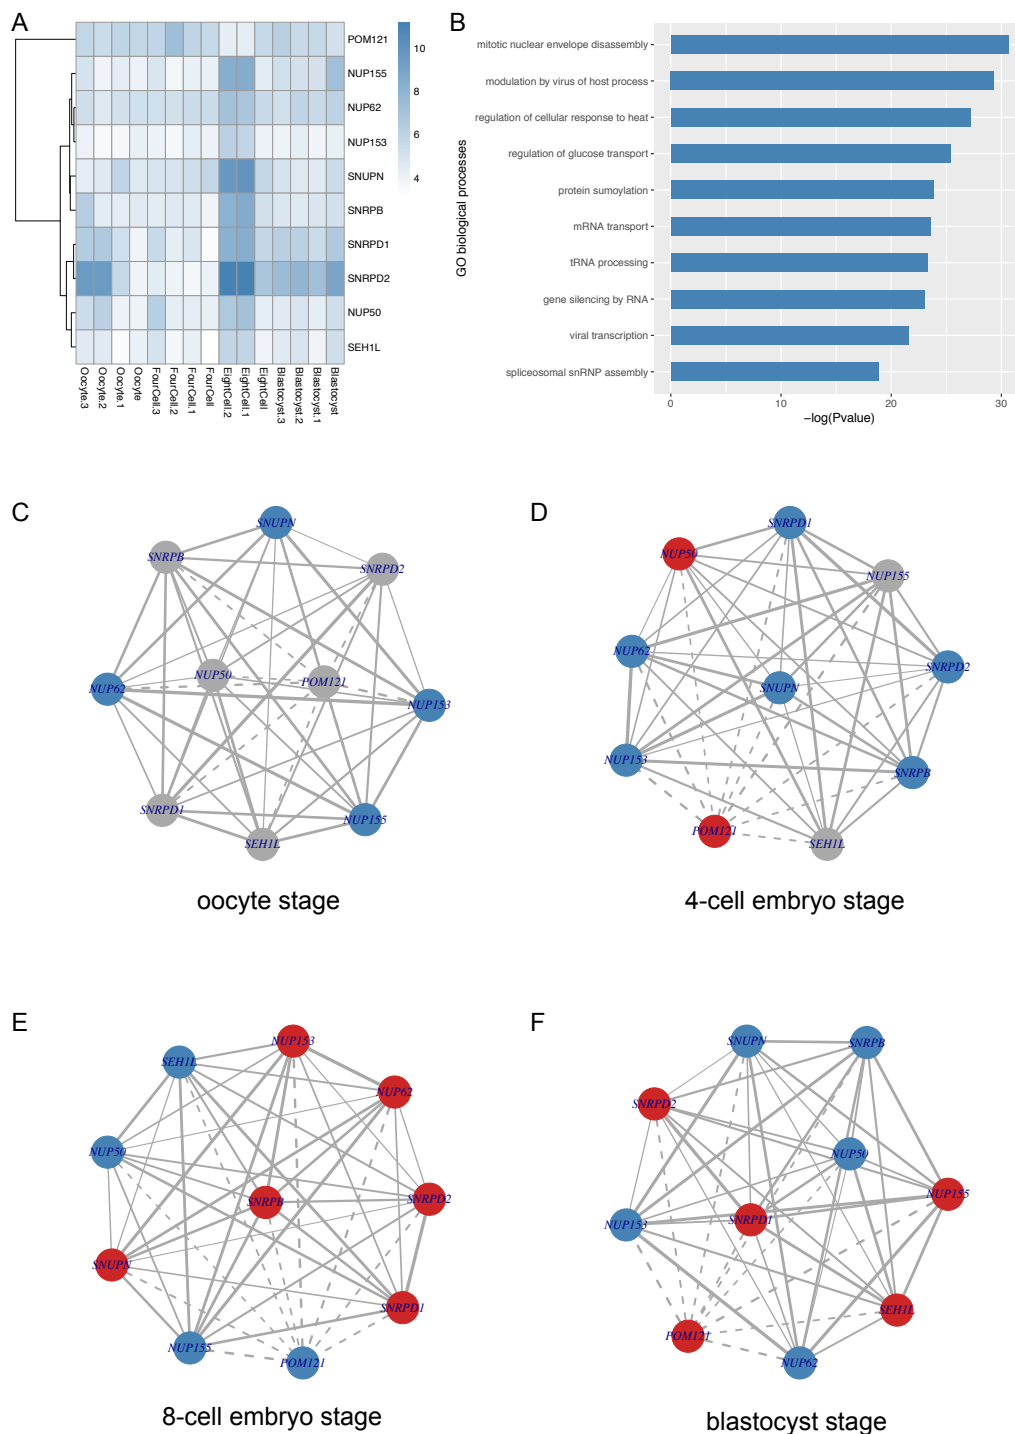 A
POM121
NUP155
NUP62
NUP153
SNUPN
SNRPB
SNRPD1
SNRPD2
NUP50
SEH1L
10
8
6
4
Oocyte.3
Oocyte.2
Oocyte.1
Oocyte
FourCell.3
FourCell.2
FourCell.1
FourCell
EightCell.2
EightCell.1
EightCell
Blastocyst.3
Blastocyst.2
Blastocyst.1
Blastocyst
B
GO biological processes
mitotic nuclear envelope disassembly
modulation by virus of host process
regulation of cellular response to heat
regulation of glucose transport
protein sumoylation
mRNA transport
tRNA processing
gene silencing by RNA
viral transcription
spliceosomal snRNP assembly
0 10 20 30
−log(Pvalue)
C
SNUPN
SNRPB
SNRPD2
NUP50
POM121
NUP62
NUP153
SNRPD1
NUP155
SEH1L
oocyte stage
D
SNRPD1
NUP50
NUP155
NUP62
SNRPD2
SNUPN
NUP153
SNRPB
POM121
SEH1L
4-cell embryo stage
E
NUP153
SEH1L
NUP62
NUP50
SNRPB
SNRPD2
SNUPN
SNRPD1
NUP155
POM121
8-cell embryo stage
F
SNUPN
SNRPB
SNRPD2
NUP50
NUP155
NUP153
SNRPD1
SEH1L
POM121
NUP62
blastocyst stage